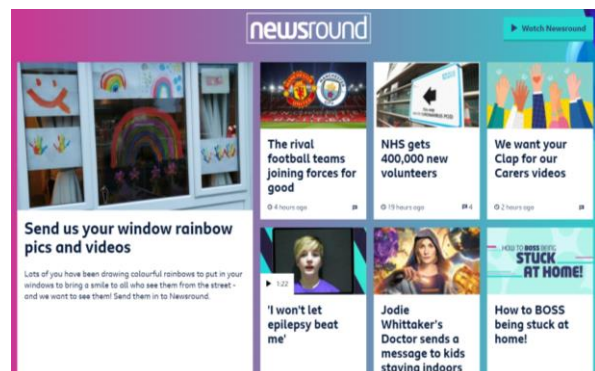 newsround
Watch Newsround
Send us your window rainbow
pics and videos
Lots of you have been drawing colourful rainbows to put in your
windows to bring a smile to all who see them from the street -
and we want to see them! Send them in to Newsround.
The rival
football teams
joining forces for
good
4 hours ago
NHS gets
400,000 new
volunteers
19 hours ago
4
We want your
Clap for our
Carers videos
2 hours ago
1:22
'I won't let
epilepsy beat
me'
Jodie
Whittaker's
Doctor sends a
message to kids
staying indoors
HOW TO BOSS BEING
STUCK
AT HOME!
How to BOSS
being stuck at
home!